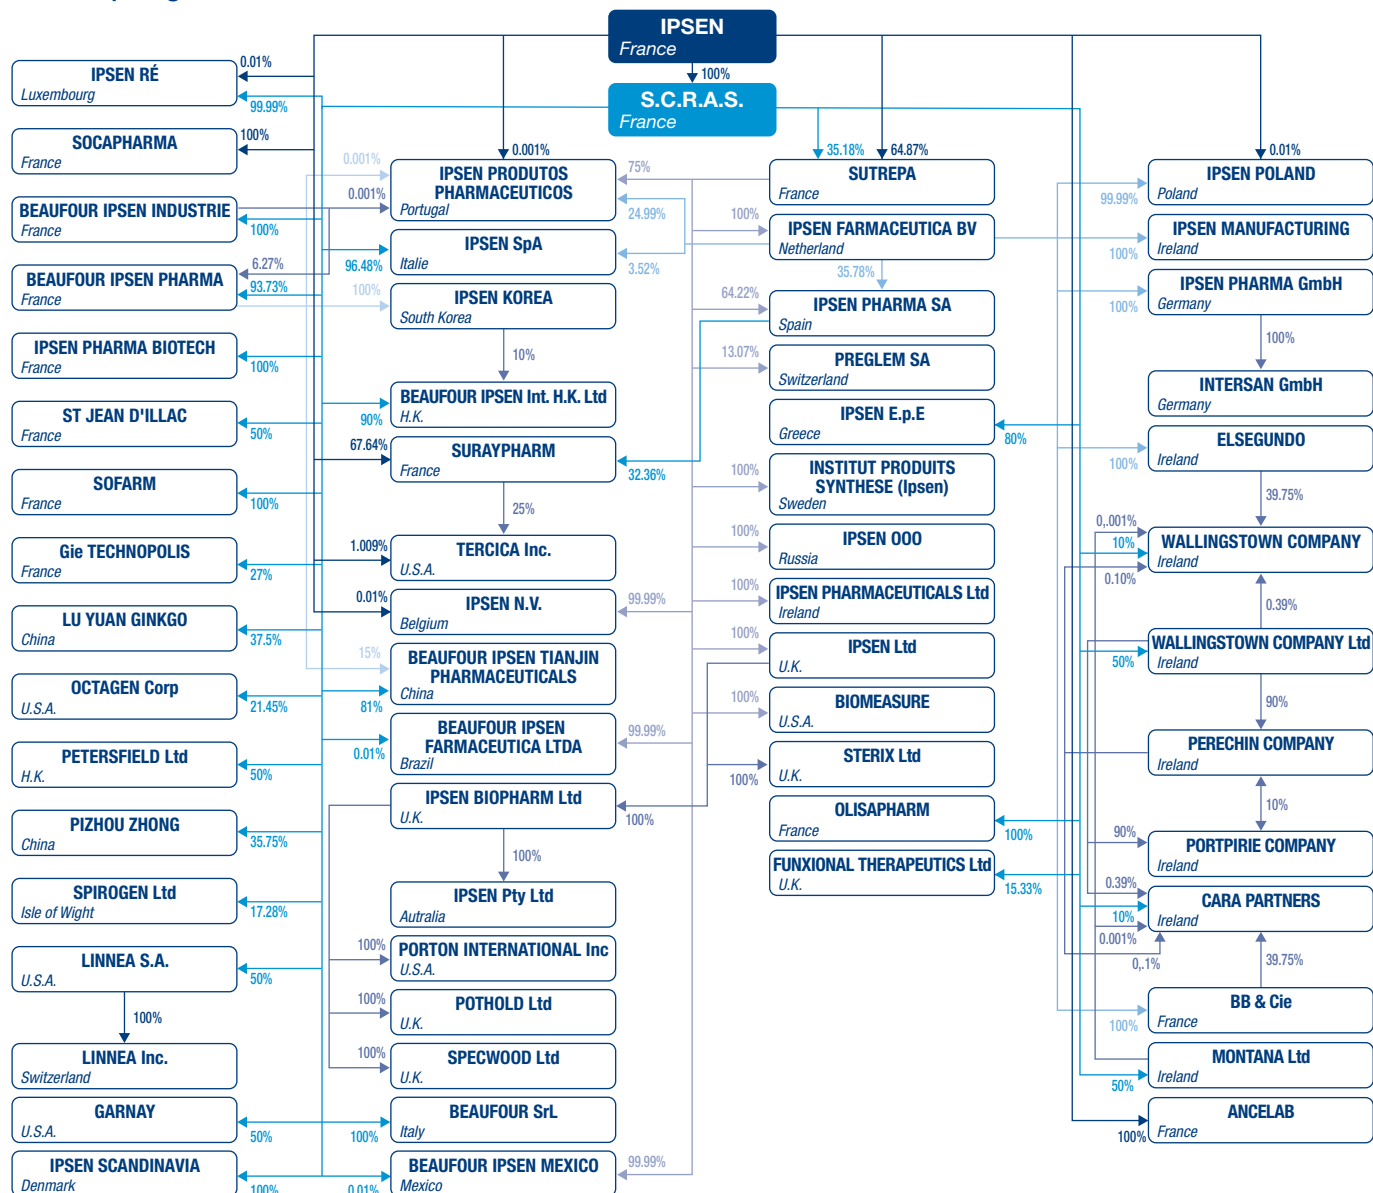 IPSEN
France
100%
S.C.R.A.S.
France
0.01%
IPSEN RÉ
Luxembourg
99.99%
100%
SOCAPHARMA
France
BEAUFOUR IPSEN INDUSTRIE
France
100%
6.27%
BEAUFOUR IPSEN PHARMA
France
93.73%
IPSEN PHARMA BIOTECH
France
100%
ST JEAN D'ILLAC
France
50%
SOFARM
France
100%
Gie TECHNOPOLIS
France
27%
LU YUAN GINKGO
China
37.5%
OCTAGEN Corp
U.S.A.
21.45%
PETERSFIELD Ltd
H.K.
50%
PIZHOU ZHONG
China
35.75%
SPIROGEN Ltd
Isle of Wight
17.28%
LINNEA S.A.
U.S.A.
50%
100%
LINNEA Inc.
Switzerland
GARNAY
U.S.A.
50%
IPSEN SCANDINAVIA
Denmark
100%
0.001%
0.001%
0.001%
IPSEN PRODUTOS
PHARMACEUTICOS
Portugal
75%
24.99%
IPSEN SpA
Italie
96.48%
3.52%
100%
IPSEN KOREA
South Korea
10%
BEAUFOUR IPSEN Int. H.K. Ltd
H.K.
90%
67.64%
SURAYPHARM
France
32.36%
25%
1.009%
TERCICA Inc.
U.S.A.
0.01%
IPSEN N.V.
Belgium
99.99%
15%
BEAUFOUR IPSEN TIANJIN
PHARMACEUTICALS
China
81%
BEAUFOUR IPSEN
FARMACEUTICA LTDA
Brazil
0.01%
99.99%
IPSEN BIOPHARM Ltd
U.K.
100%
100%
IPSEN Pty Ltd
Autralia
100%
PORTON INTERNATIONAL Inc
U.S.A.
100%
POTHOLD Ltd
U.K.
100%
SPECWOOD Ltd
U.K.
BEAUFOUR SrL
Italy
100%
BEAUFOUR IPSEN MEXICO
Mexico
0.01%
99.99%
35.18%
64.87%
SUTREPA
France
100%
IPSEN FARMACEUTICA BV
Netherland
35.78%
64.22%
IPSEN PHARMA SA
Spain
13.07%
PREGLEM SA
Switzerland
IPSEN E.p.E
Greece
80%
100%
INSTITUT PRODUITS
SYNTHESE (Ipsen)
Sweden
100%
IPSEN OOO
Russia
100%
IPSEN PHARMACEUTICALS Ltd
Ireland
100%
IPSEN Ltd
U.K.
100%
BIOMEASURE
U.S.A.
STERIX Ltd
U.K.
100%
OLISAPHARM
France
100%
FUNXIONAL THERAPEUTICS Ltd
U.K.
15.33%
0.01%
IPSEN POLAND
Poland
99.99%
IPSEN MANUFACTURING
Ireland
100%
IPSEN PHARMA GmbH
Germany
100%
100%
INTERSAN GmbH
Germany
ELSEGUNDO
Ireland
100%
39.75%
0,.001%
WALLINGSTOWN COMPANY
Ireland
10%
0.10%
0.39%
WALLINGSTOWN COMPANY Ltd
Ireland
50%
90%
PERECHIN COMPANY
Ireland
10%
90%
PORTPIRIE COMPANY
Ireland
0.39%
CARA PARTNERS
Ireland
10%
0.001%
0,.1%
39.75%
BB & Cie
France
100%
MONTANA Ltd
Ireland
50%
ANCELAB
France
100%